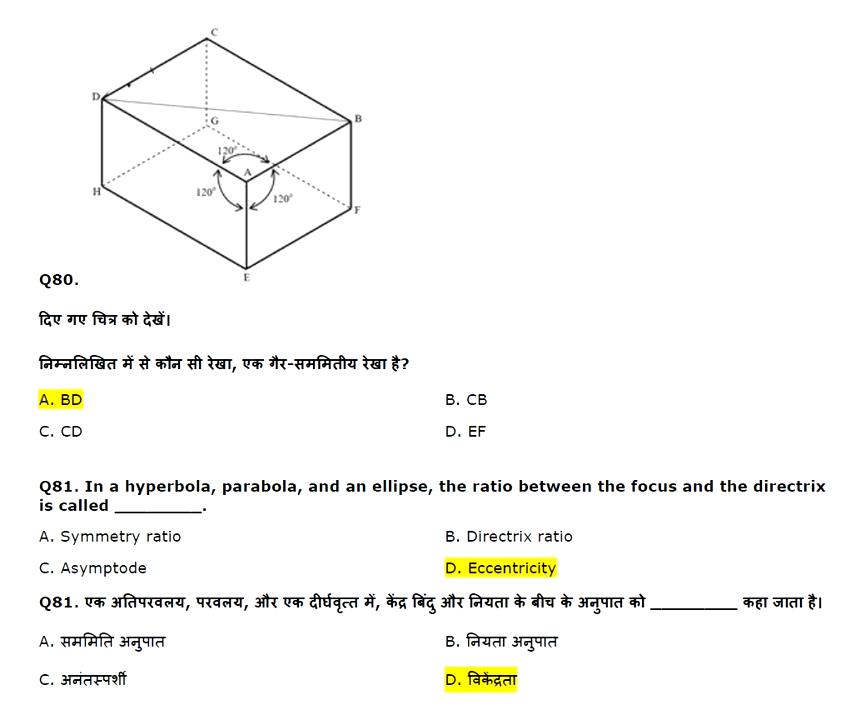 C
D
G
B
120°
A
H
120°
120°
F
E
Q80.
दिए गए चित्र को देखें।
निम्नलिखित में से कौन सी रेखा, एक गैर-सममितीय रेखा है?
A. BD
B. CB
C. CD
D. EF
Q81. In a hyperbola, parabola, and an ellipse, the ratio between the focus and the directrix
is called _________.
A. Symmetry ratio
B. Directrix ratio
C. Asymptode
D. Eccentricity
Q81. एक अतिपरवलय, परवलय, और एक दीर्घवृत्त में, केंद्र बिंदु और नियता के बीच के अनुपात को _________ कहा जाता है।
A. सममिति अनुपात
B. नियता अनुपात
C. अनंतस्पर्शी
D. विकेंद्रता